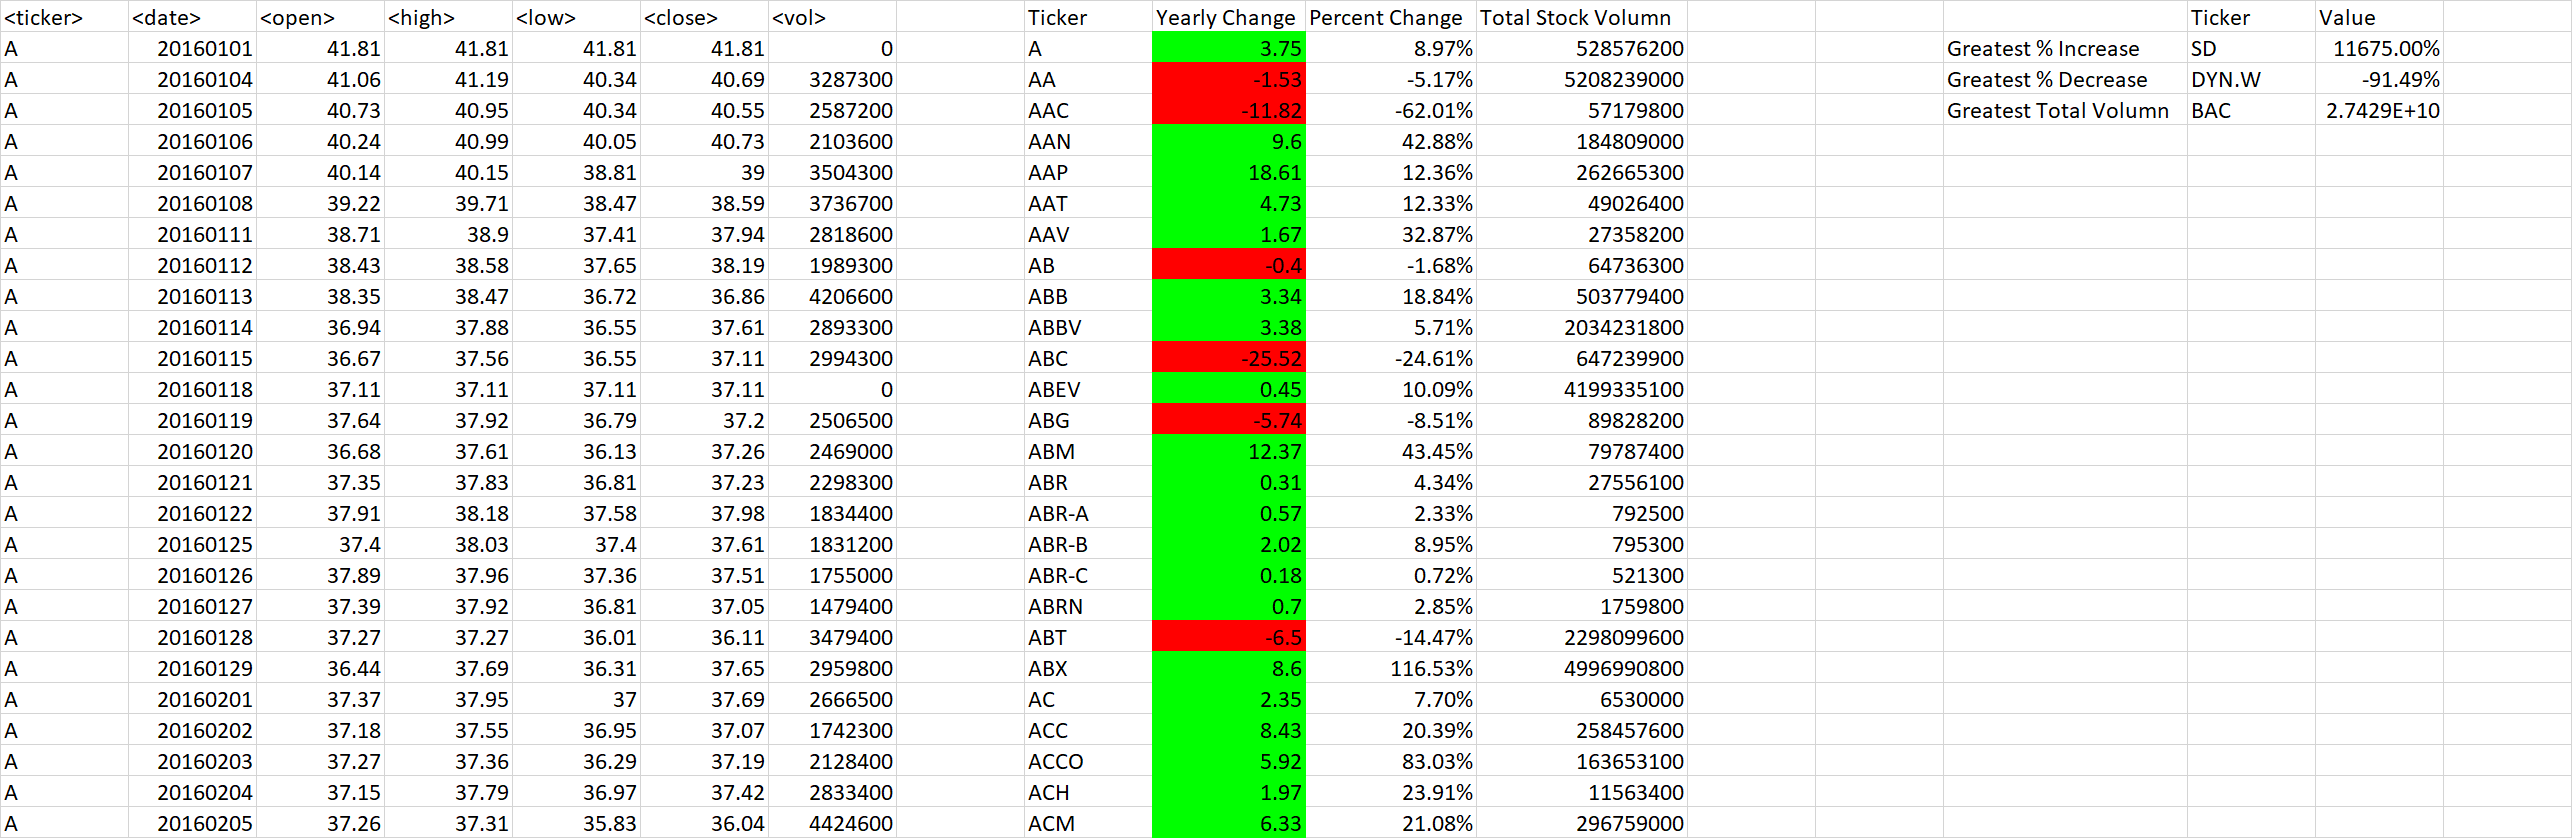 <ticker> <date> <open> <high> <low> <close> <vol> Ticker Yearly Change Percent Change Total Stock Volumn Ticker Value
A 20160101 41.81 41.81 41.81 41.81 0 A 3.75 8.97% 528576200 Greatest % Increase SD 11675.00%
A 20160104 41.06 41.19 40.34 40.69 3287300 AA -1.53 -5.17% 5208239000 Greatest % Decrease DYN.W -91.49%
A 20160105 40.73 40.95 40.34 40.55 2587200 AAC -11.82 -62.01% 57179800 Greatest Total Volumn BAC 2.7429E+10
A 20160106 40.24 40.99 40.05 40.73 2103600 AAN 9.6 42.88% 184809000
A 20160107 40.14 40.15 38.81 39 3504300 AAP 18.61 12.36% 262665300
A 20160108 39.22 39.71 38.47 38.59 3736700 AAT 4.73 12.33% 49026400
A 20160111 38.71 38.9 37.41 37.94 2818600 AAV 1.67 32.87% 27358200
A 20160112 38.43 38.58 37.65 38.19 1989300 AB -0.4 -1.68% 64736300
A 20160113 38.35 38.47 36.72 36.86 4206600 ABB 3.34 18.84% 503779400
A 20160114 36.94 37.88 36.55 37.61 2893300 ABBV 3.38 5.71% 2034231800
A 20160115 36.67 37.56 36.55 37.11 2994300 ABC -25.52 -24.61% 647239900
A 20160118 37.11 37.11 37.11 37.11 0 ABEV 0.45 10.09% 4199335100
A 20160119 37.64 37.92 36.79 37.2 2506500 ABG -5.74 -8.51% 89828200
A 20160120 36.68 37.61 36.13 37.26 2469000 ABM 12.37 43.45% 79787400
A 20160121 37.35 37.83 36.81 37.23 2298300 ABR 0.31 4.34% 27556100
A 20160122 37.91 38.18 37.58 37.98 1834400 ABR-A 0.57 2.33% 792500
A 20160125 37.4 38.03 37.4 37.61 1831200 ABR-B 2.02 8.95% 795300
A 20160126 37.89 37.96 37.36 37.51 1755000 ABR-C 0.18 0.72% 521300
A 20160127 37.39 37.92 36.81 37.05 1479400 ABRN 0.7 2.85% 1759800
A 20160128 37.27 37.27 36.01 36.11 3479400 ABT -6.5 -14.47% 2298099600
A 20160129 36.44 37.69 36.31 37.65 2959800 ABX 8.6 116.53% 4996990800
A 20160201 37.37 37.95 37 37.69 2666500 AC 2.35 7.70% 6530000
A 20160202 37.18 37.55 36.95 37.07 1742300 ACC 8.43 20.39% 258457600
A 20160203 37.27 37.36 36.29 37.19 2128400 ACCO 5.92 83.03% 163653100
A 20160204 37.15 37.79 36.97 37.42 2833400 ACH 1.97 23.91% 11563400
A 20160205 37.26 37.31 35.83 36.04 4424600 ACM 6.33 21.08% 296759000